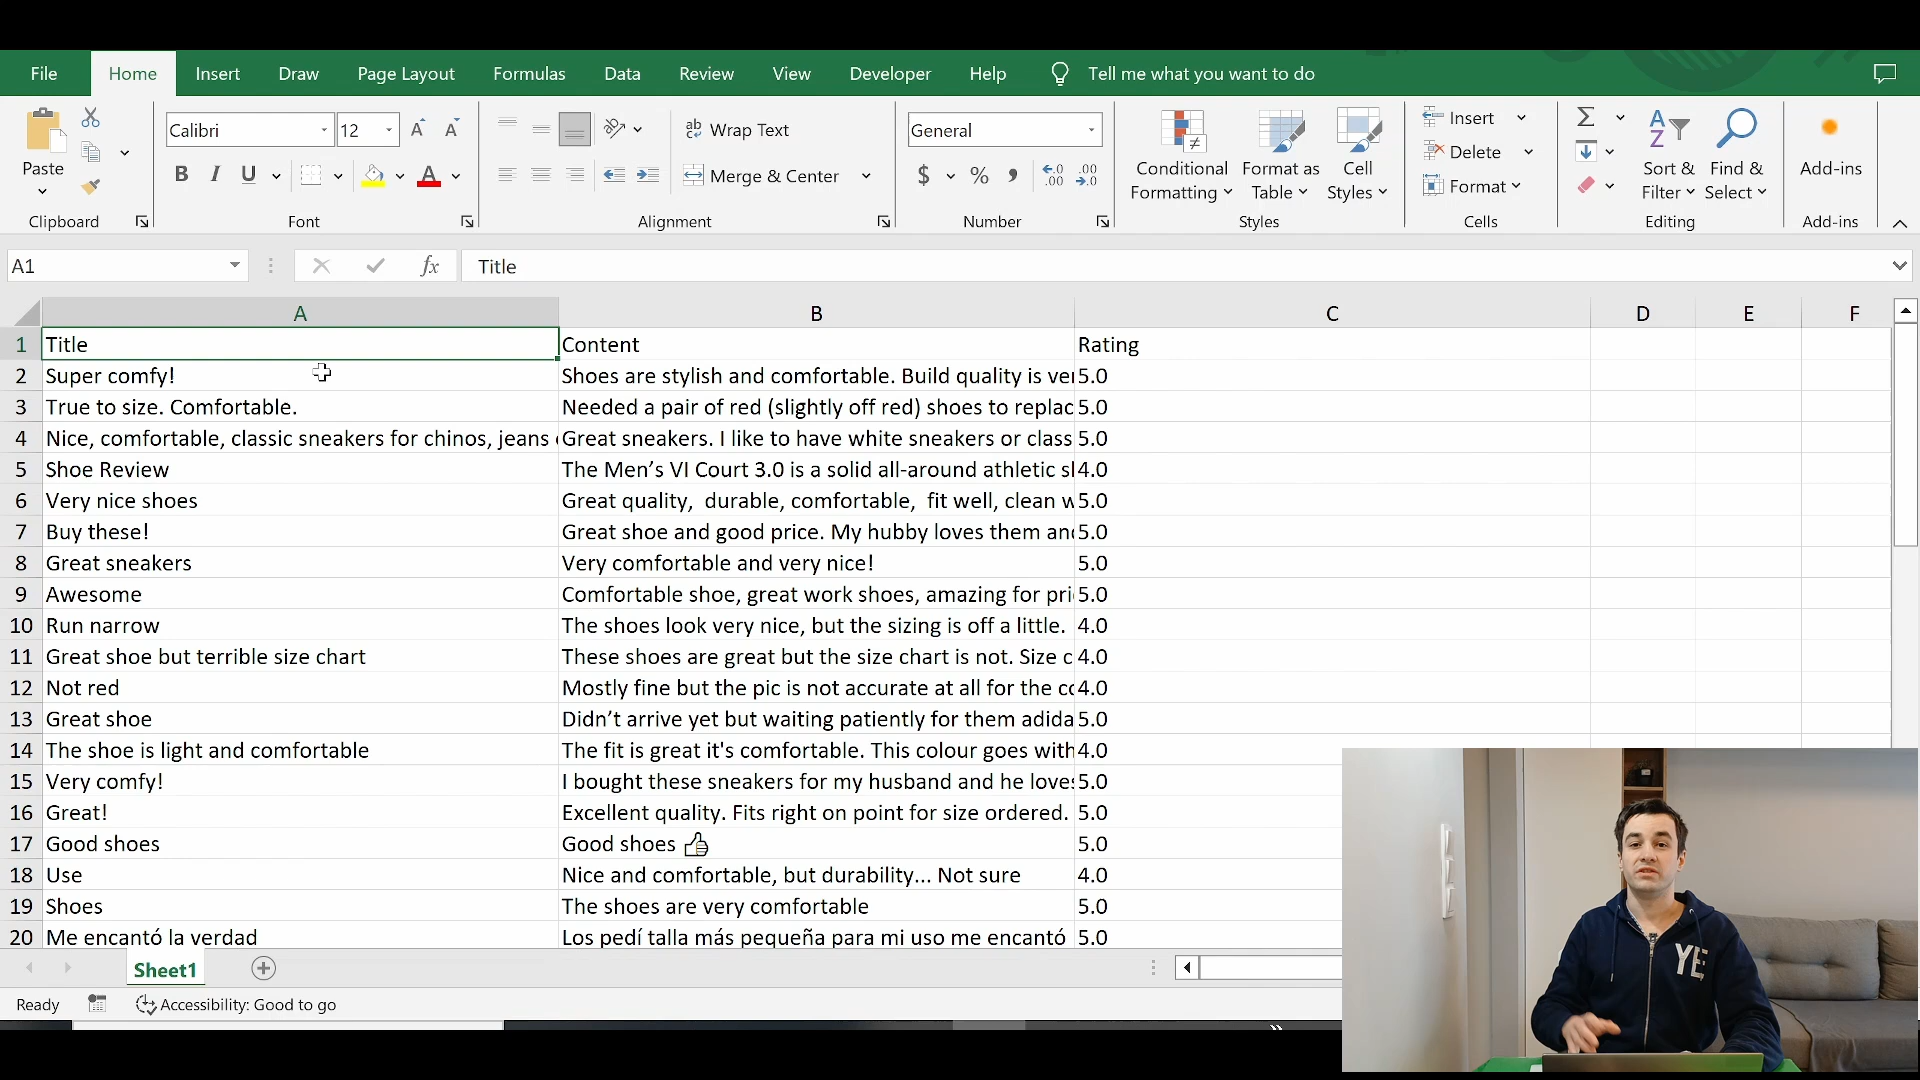 File Home Insert Draw Page Layout Formulas Data Review View Developer Help Tell me what you want to do
Paste
Clipboard
Calibri 12
B I U A
Font
Wrap Text
Merge & Center
Alignment
General
$ % , .00
Number
Conditional Formatting
Format as Table
Cell Styles
Styles
Insert
Delete
Format
Cells
Sort & Filter
Find & Select
Editing
Add-ins
Add-ins
A1 fx Title
A B C D E F
1 Title Content Rating
2 Super comfy! Shoes are stylish and comfortable. Build quality is 5.0
3 True to size. Comfortable. Needed a pair of red (slightly off red) shoes to replac 5.0
4 Nice, comfortable, classic sneakers for chinos, jeans Great sneakers. I like to have white sneakers or class 5.0
5 Shoe Review The Men’s VI Court 3.0 is a solid all-around athletic 4.0
6 Very nice shoes Great quality, durable, comfortable, fit well, clean 5.0
7 Buy these! Great shoe and good price. My hubby loves them 5.0
8 Great sneakers Very comfortable and very nice! 5.0
9 Awesome Comfortable shoe, great work shoes, amazing for 5.0
10 Run narrow The shoes look very nice, but the sizing is off a little. 4.0
11 Great shoe but terrible size chart These shoes are great but the size chart is not. Size 4.0
12 Not red Mostly fine but the pic is not accurate at all for the 4.0
13 Great shoe Didn’t arrive yet but waiting patiently for them adida 5.0
14 The shoe is light and comfortable The fit is great it's comfortable. This colour goes with 4.0
15 Very comfy! I bought these sneakers for my husband and he 5.0
16 Great! Excellent quality. Fits right on point for size ordered. 5.0
17 Good shoes Good shoes 👍 5.0
18 Use Nice and comfortable, but durability... Not sure 4.0
19 Shoes The shoes are very comfortable 5.0
20 Me encantó la verdad Los pedí talla más pequeña para mi uso me encantó 5.0
Sheet1
Ready Accessibility: Good to go
YE